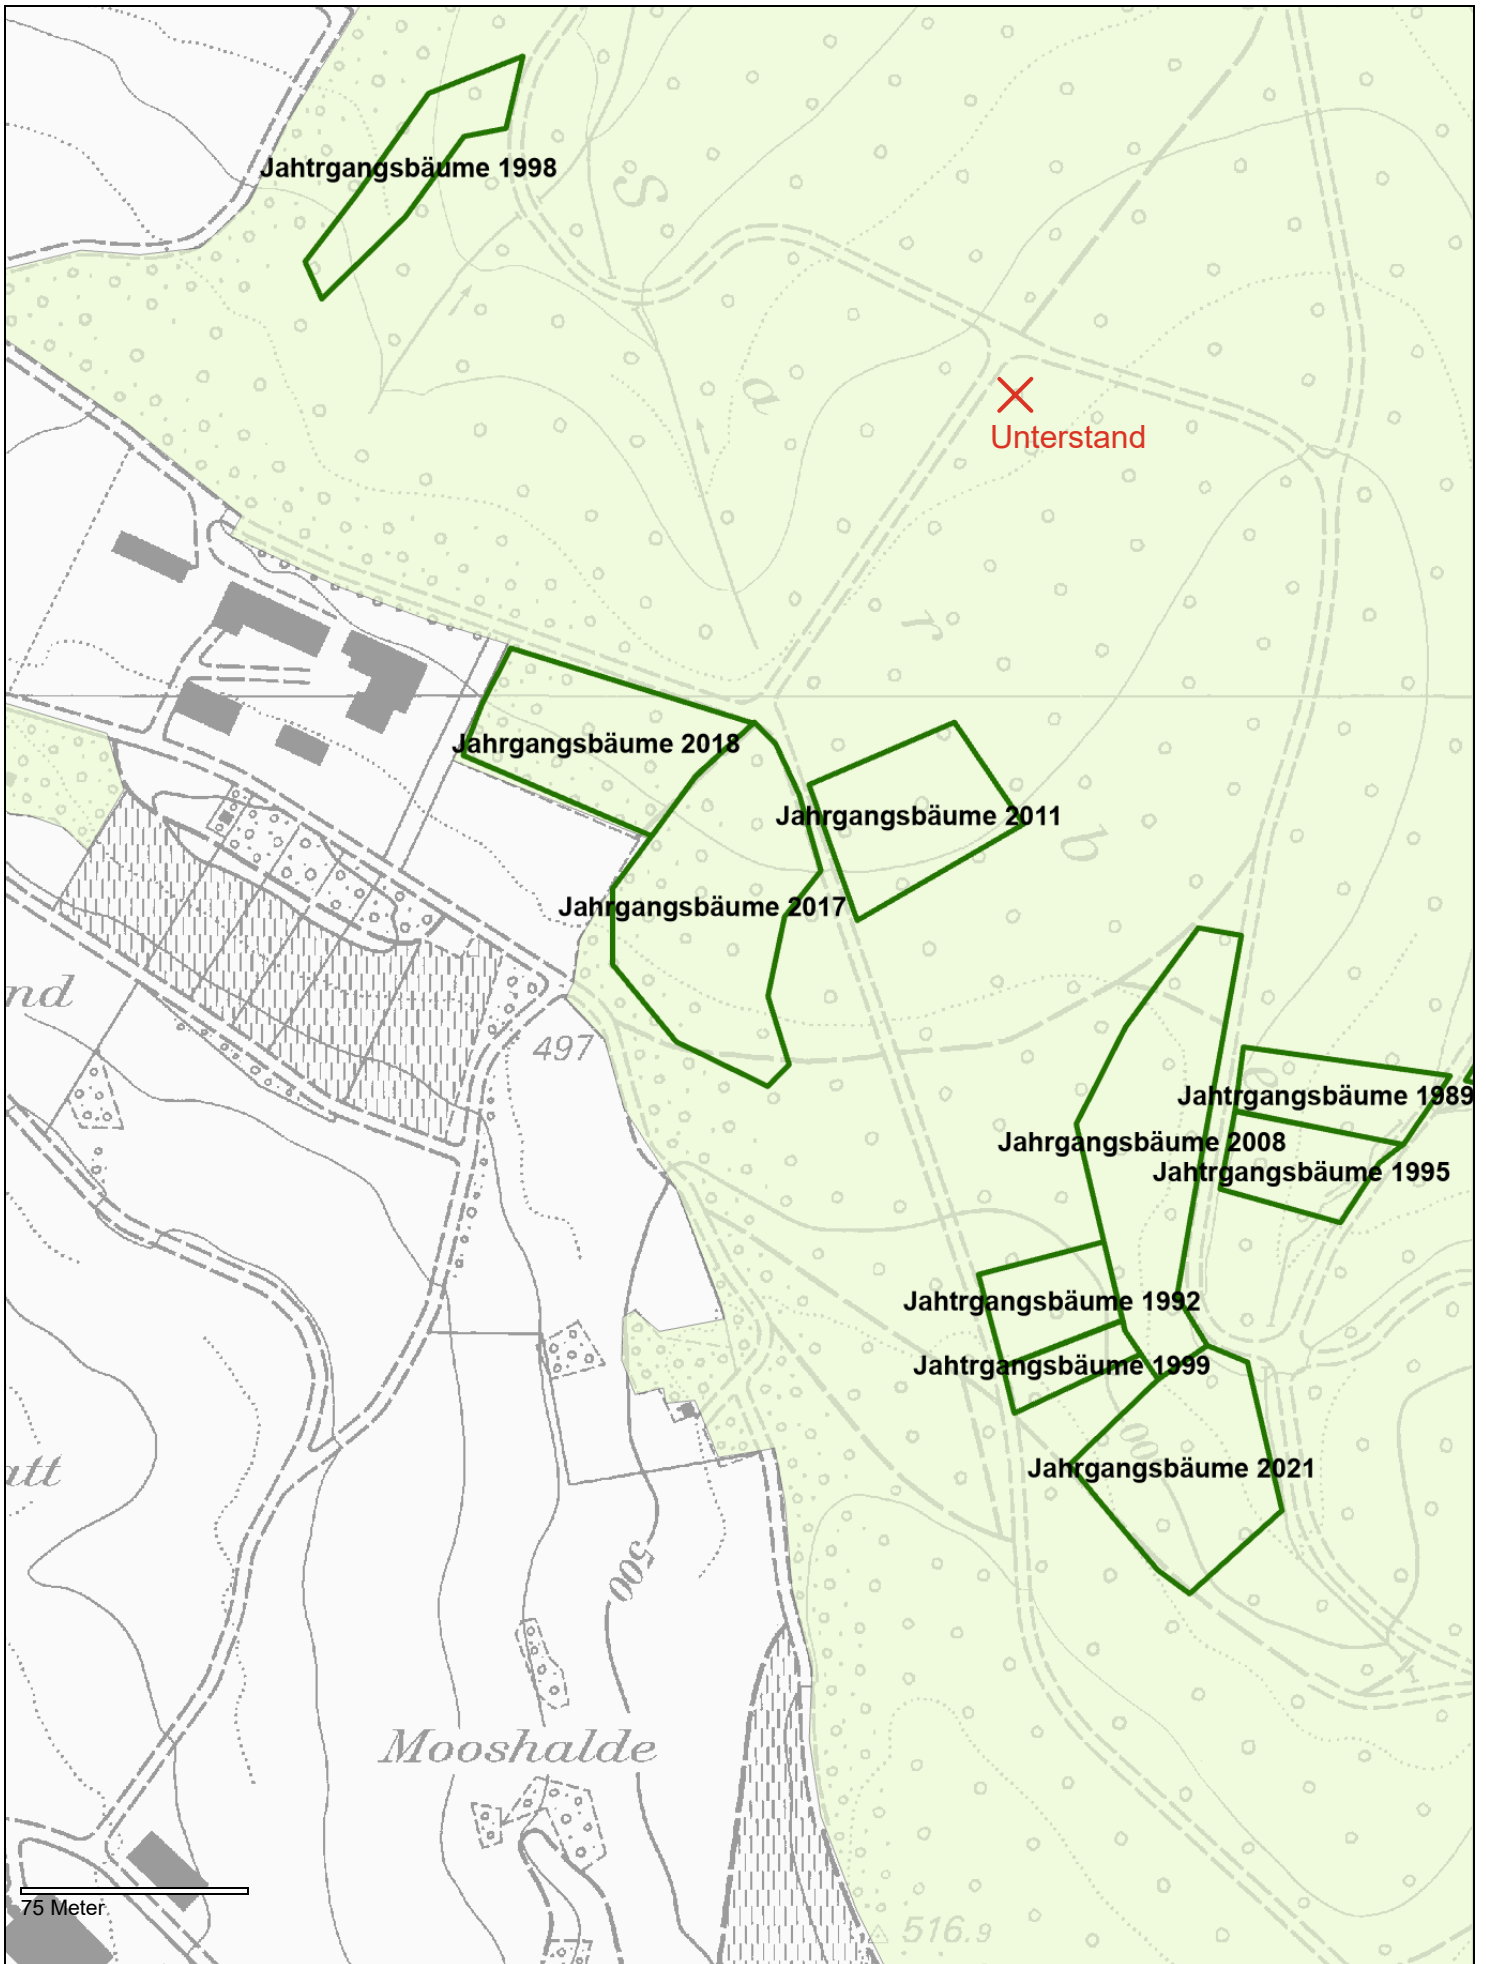 Jahtrgangsbäume 1998
S
a
Unterstand
r
Jahrgangsbäume 2018
Jahrgangsbäume 2011
b
Jahrgangsbäume 2017
nd
497
e
Jahtrgangsbäume 1989
Jahrgangsbäume 2008
Jahtrgangsbäume 1995
Jahtrgangsbäume 1992
Jahtrgangsbäume 1999
Jahrgangsbäume 2021
att
500
Mooshalde
75 Meter
516.9